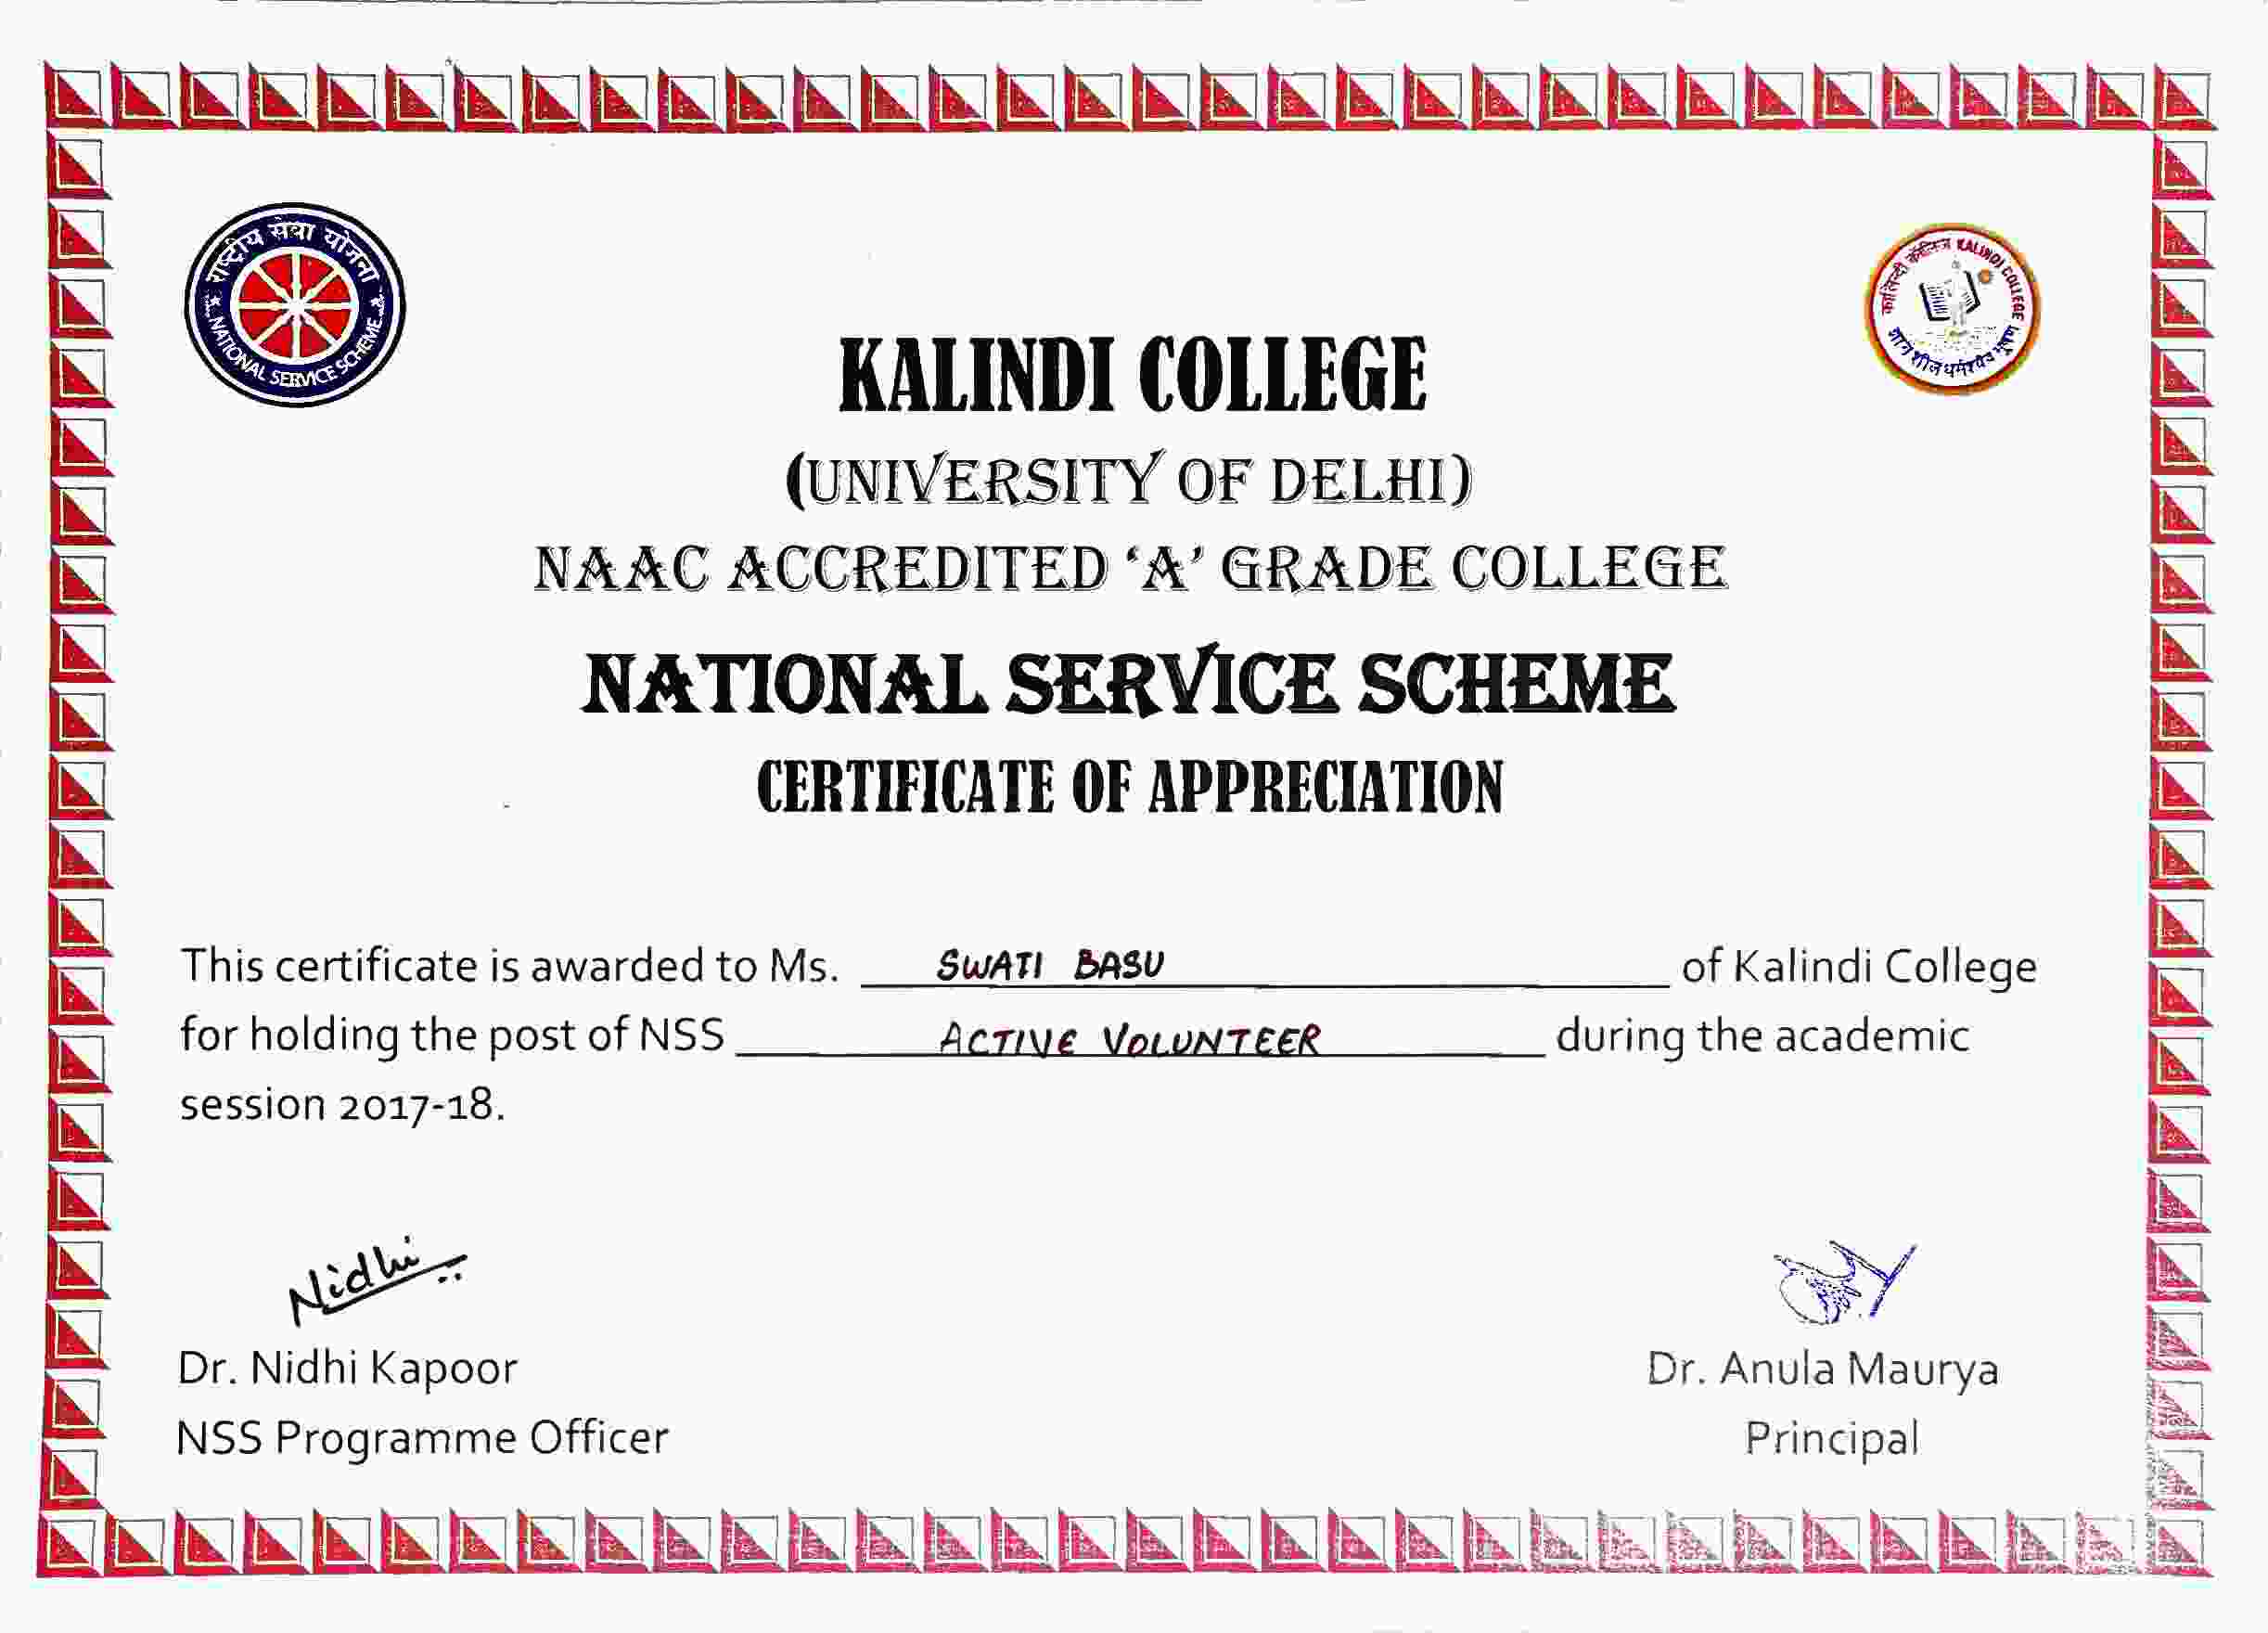 राष्ट्रीय सेवा योजना
NATIONAL SERVICE SCHEME
कालिन्दी कॉलिज KALINDI COLLEGE
KALINDI COLLEGE
(UNIVERSITY OF DELHI)
NAAC ACCREDITED ‘A’ GRADE COLLEGE
NATIONAL SERVICE SCHEME
CERTIFICATE OF APPRECIATION
This certificate is awarded to Ms. SWATI BASU of Kalindi College
for holding the post of NSS ACTIVE VOLUNTEER during the academic
session 2017-18.
Nidhi
Dr. Nidhi Kapoor
NSS Programme Officer
Dr. Anula Maurya
Principal